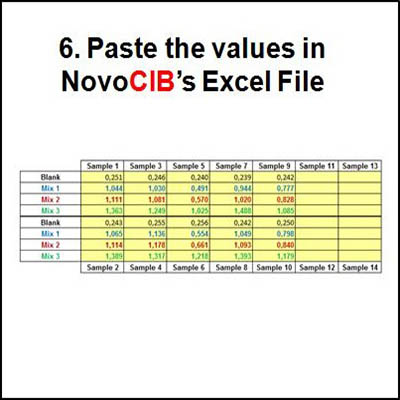 6. Paste the values in
NovoCIB's Excel File
Sample 1 Sample 3 Sample 5 Sample 7 Sample 9 Sample 11 Sample 13
Blank 0,251 0,246 0,240 0,239 0,242
Mix 1 1,044 1,030 0,491 0,944 0,777
Mix 2 1,111 1,081 0,570 1,020 0,828
Mix 3 1,363 1,249 1,025 1,488 1,085
Blank 0,243 0,255 0,256 0,242 0,250
Mix 1 1,065 1,136 0,554 1,049 0,798
Mix 2 1,114 1,178 0,661 1,093 0,840
Mix 3 1,389 1,317 1,218 1,393 1,179
Sample 2 Sample 4 Sample 6 Sample 8 Sample 10 Sample 12 Sample 14